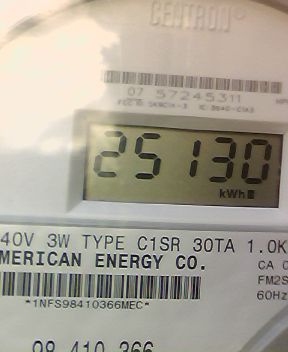 CENTRON®
07 57245311
25130
kWh
40V 3W TYPE C1SR 30TA 1.0K
MERICAN ENERGY CO.
CA 0
FM2S
60Hz
*1NFS98410366MEC*
98 410 366